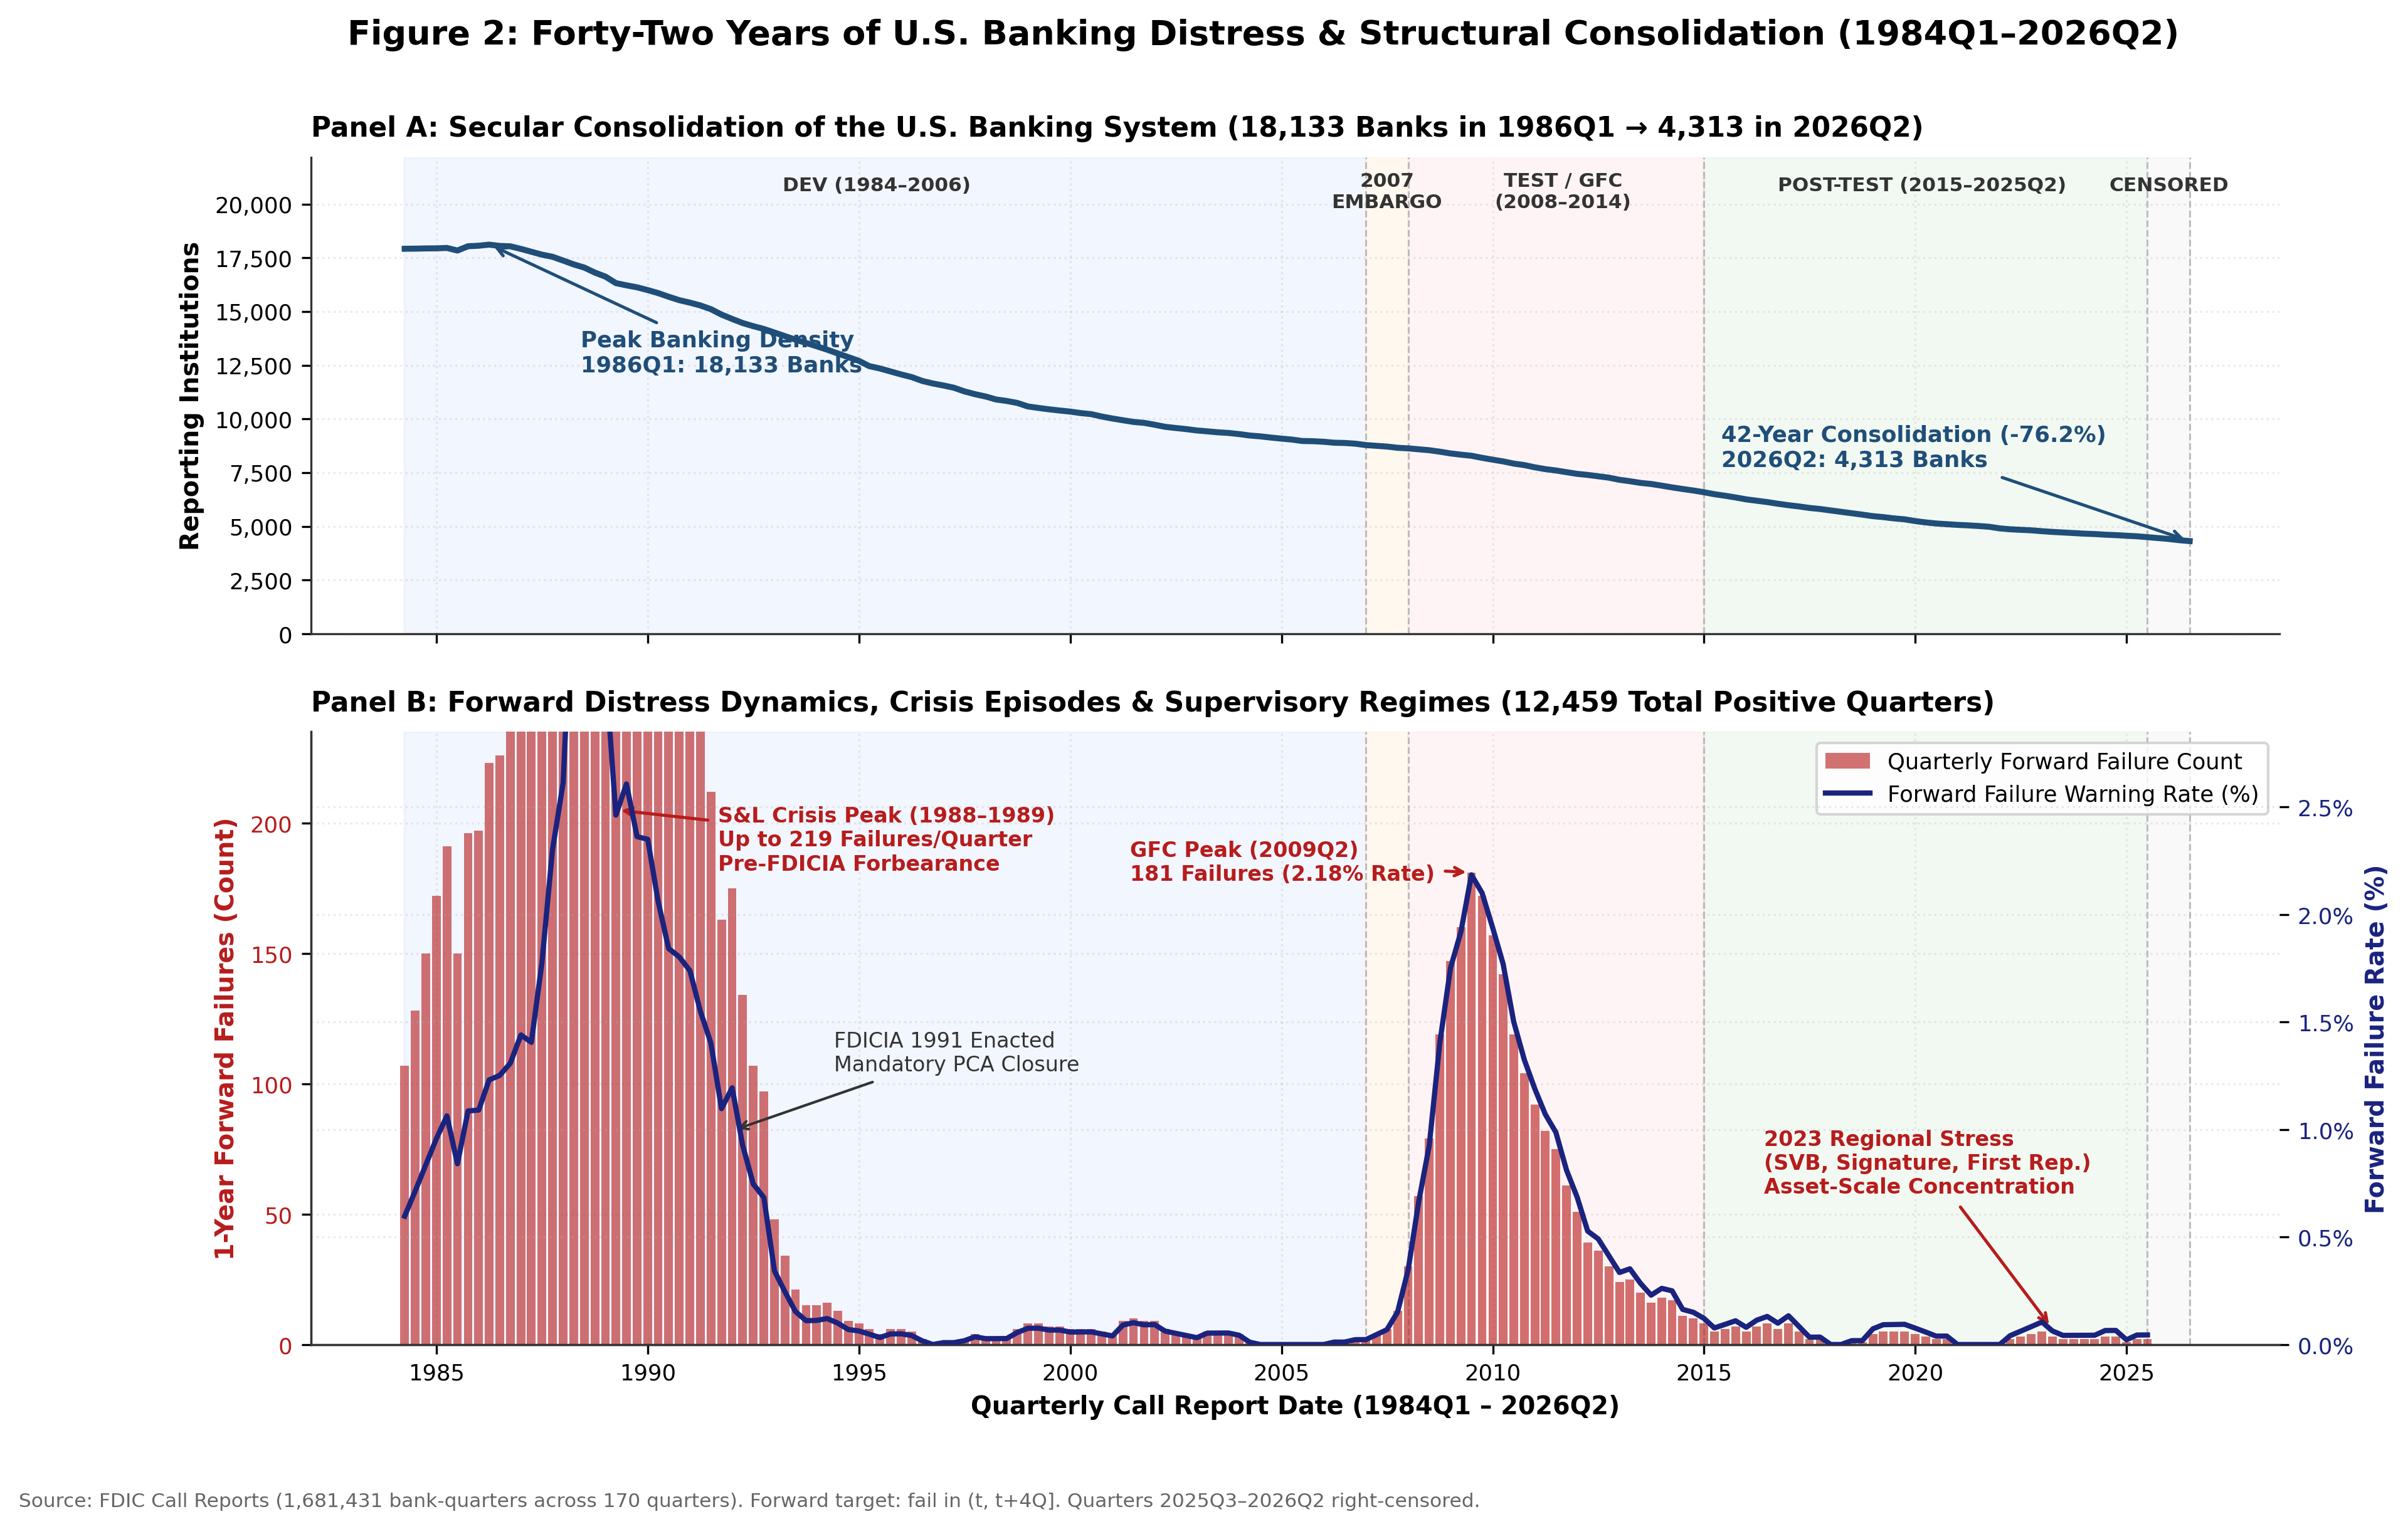 Figure 2: Forty-Two Years of U.S. Banking Distress & Structural Consolidation (1984Q1–2026Q2)
Panel A: Secular Consolidation of the U.S. Banking System (18,133 Banks in 1986Q1 → 4,313 in 2026Q2)
Reporting Institutions
20,000
17,500
15,000
12,500
10,000
7,500
5,000
2,500
0
DEV (1984–2006)
2007
EMBARGO
TEST / GFC
(2008–2014)
POST-TEST (2015–2025Q2)
CENSORED
Peak Banking Density
1986Q1: 18,133 Banks
42-Year Consolidation (-76.2%)
2026Q2: 4,313 Banks
Panel B: Forward Distress Dynamics, Crisis Episodes & Supervisory Regimes (12,459 Total Positive Quarters)
1-Year Forward Failures (Count)
200
150
100
50
0
Quarterly Forward Failure Count
Forward Failure Warning Rate (%)
S&L Crisis Peak (1988–1989)
Up to 219 Failures/Quarter
Pre-FDICIA Forbearance
GFC Peak (2009Q2)
181 Failures (2.18% Rate)
FDICIA 1991 Enacted
Mandatory PCA Closure
2023 Regional Stress
(SVB, Signature, First Rep.)
Asset-Scale Concentration
2.5%
2.0%
1.5%
1.0%
0.5%
0.0%
Forward Failure Rate (%)
1985
1990
1995
2000
2005
2010
2015
2020
2025
Quarterly Call Report Date (1984Q1 – 2026Q2)
Source: FDIC Call Reports (1,681,431 bank-quarters across 170 quarters). Forward target: fail in (t, t+4Q]. Quarters 2025Q3–2026Q2 right-censored.